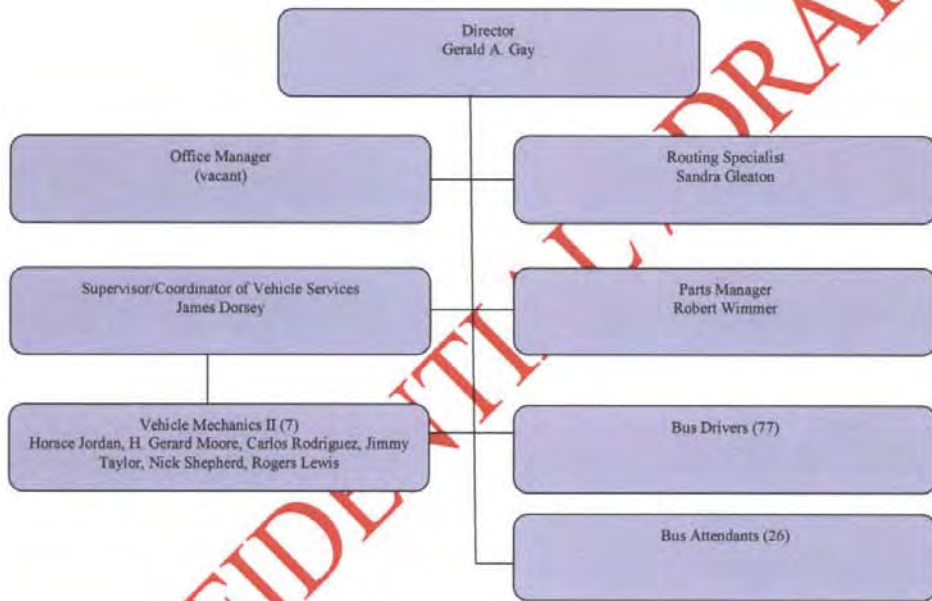 Director
Gerald A. Gay
Office Manager
(vacant)
Routing Specialist
Sandra Gleaton
Supervisor/Coordinator of Vehicle Services
James Dorsey
Parts Manager
Robert Wimmer
Vehicle Mechanics II (7)
Horace Jordan, H. Gerard Moore, Carlos Rodriguez, Jimmy
Taylor, Nick Shepherd, Rogers Lewis
Bus Drivers (77)
Bus Attendants (26)